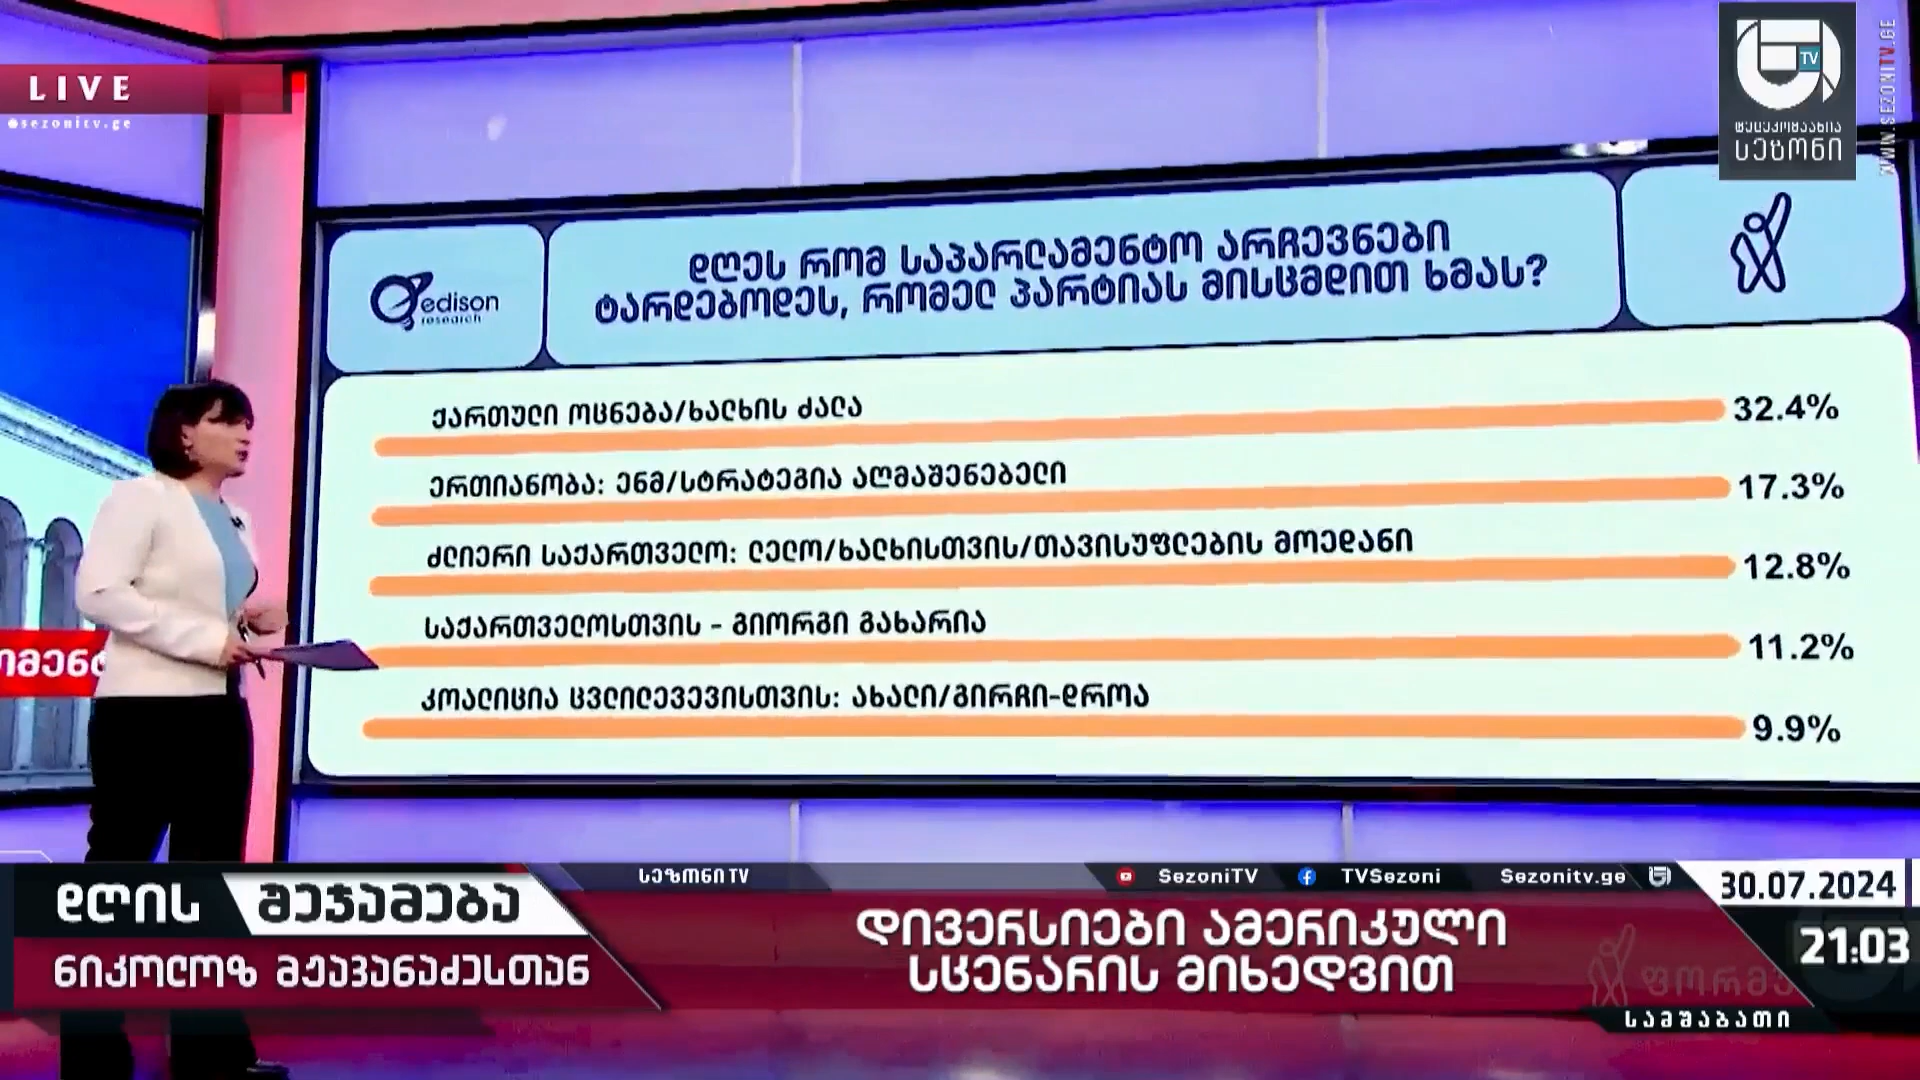 LIVE
sezonitv.ge
TV
ტელეკომპანია
სეზონი
WWW.SEZONITV.GE
edison
research
დღეს რომ საპარლამენტო არჩევნები
ტარდებოდეს, რომელ პარტიას მისცემდით ხმას?
ქართული ოცნება/ხალხის ძალა
32.4%
ერთიანობა: ენმ/სტრატეგია აღმაშენებელი
17.3%
ძლიერი საქართველო: ლელო/ხალხისთვის/თავისუფლების მოედანი
12.8%
საქართველოსთვის - გიორგი გახარია
11.2%
კოალიცია ცვლილევევისთვის: ახალი/გირჩი-დროა
9.9%
სეზონი TV
SezoniTV
TVSezoni
Sezonitv.ge
30.07.2024
დღის შეჯამება
ნიკოლოზ მჟავანაძესთან
დივერსიები ამერიკული
სცენარის მიხედვით
21:03
სამშაბათი